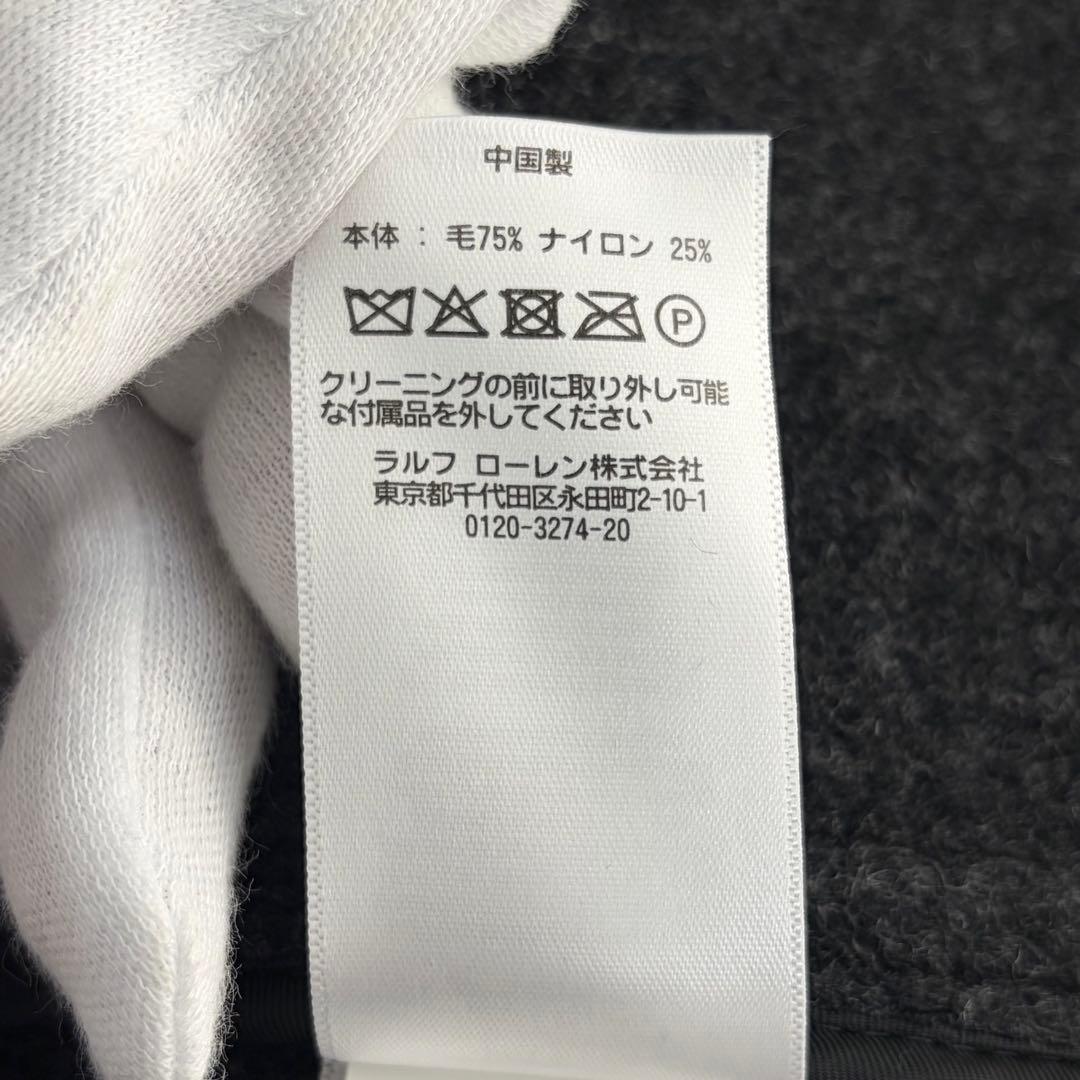 中国製
本体 : 毛75% ナイロン 25%
P
クリーニングの前に取り外し可能
な付属品を外してください
ラルフ ローレン株式会社
東京都千代田区永田町2-10-1
0120-3274-20